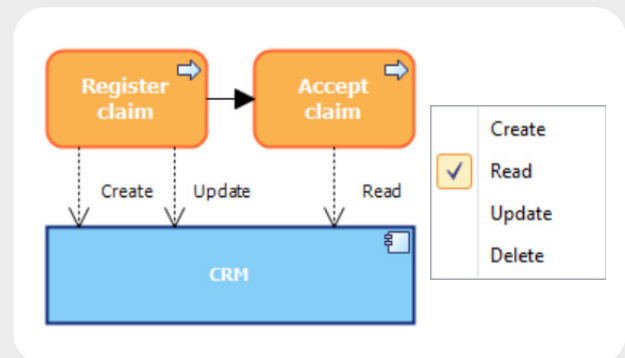 Register
claim
Accept
claim
Create
Update
Read
CRM
Create
Read
Update
Delete